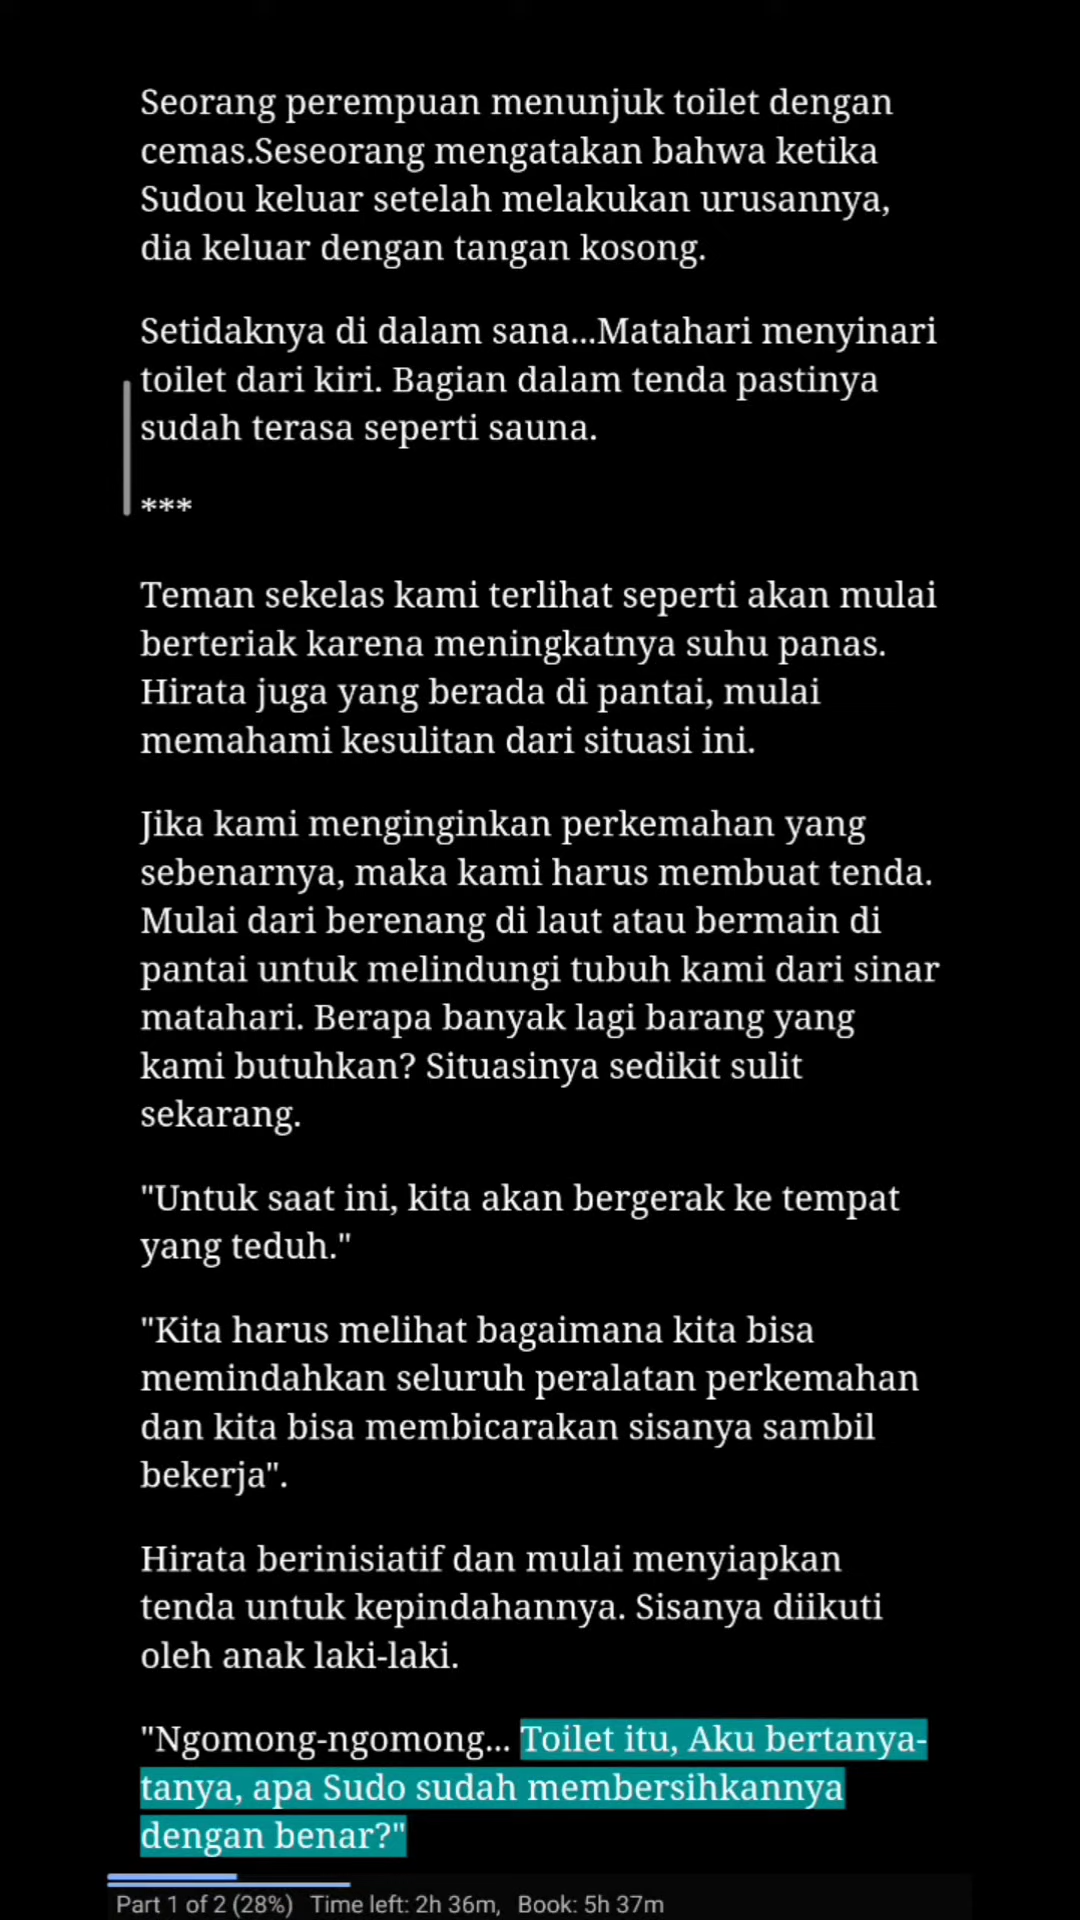 Seorang perempuan menunjuk toilet dengan
cemas.Seseorang mengatakan bahwa ketika
Sudou keluar setelah melakukan urusannya,
dia keluar dengan tangan kosong.
Setidaknya di dalam sana...Matahari menyinari
toilet dari kiri. Bagian dalam tenda pastinya
sudah terasa seperti sauna.
***
Teman sekelas kami terlihat seperti akan mulai
berteriak karena meningkatnya suhu panas.
Hirata juga yang berada di pantai, mulai
memahami kesulitan dari situasi ini.
Jika kami menginginkan perkemahan yang
sebenarnya, maka kami harus membuat tenda.
Mulai dari berenang di laut atau bermain di
pantai untuk melindungi tubuh kami dari sinar
matahari. Berapa banyak lagi barang yang
kami butuhkan? Situasinya sedikit sulit
sekarang.
"Untuk saat ini, kita akan bergerak ke tempat
yang teduh."
"Kita harus melihat bagaimana kita bisa
memindahkan seluruh peralatan perkemahan
dan kita bisa membicarakan sisanya sambil
bekerja".
Hirata berinisiatif dan mulai menyiapkan
tenda untuk kepindahannya. Sisanya diikuti
oleh anak laki-laki.
"Ngomong-ngomong... Toilet itu, Aku bertanya-
tanya, apa Sudo sudah membersihkannya
dengan benar?"
Part 1 of 2 (28%) Time left: 2h 36m, Book: 5h 37m